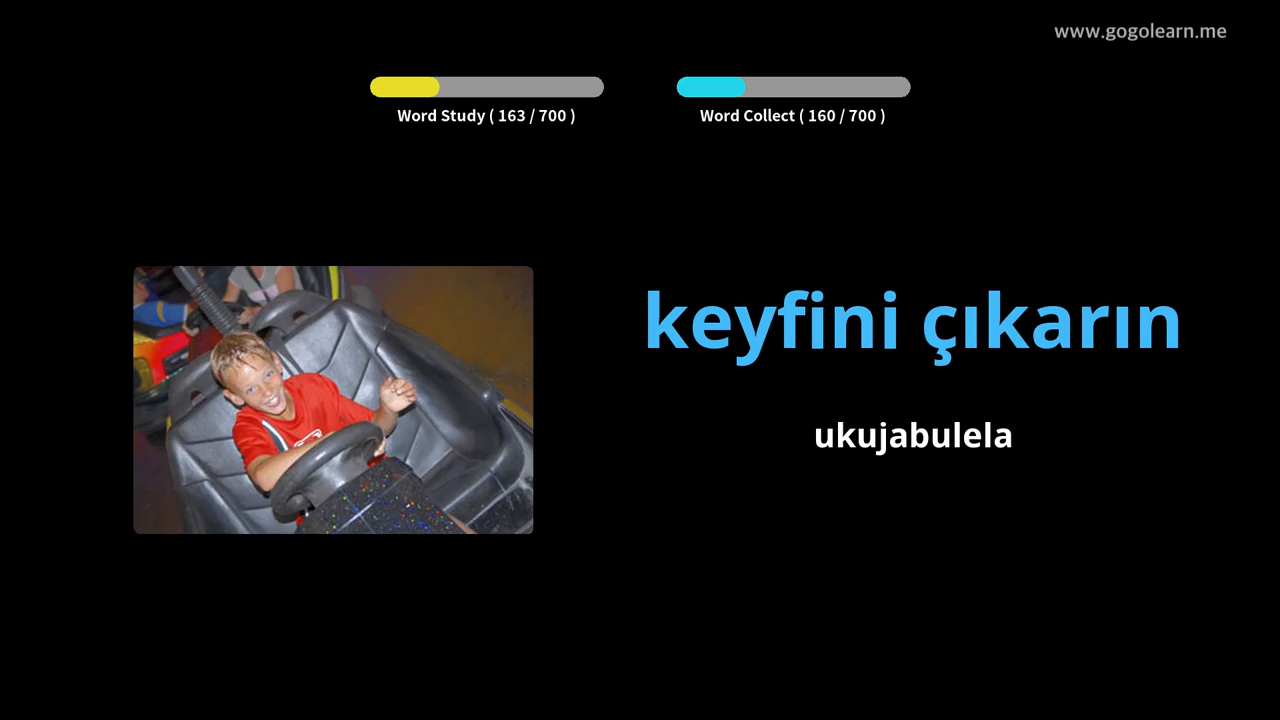 www.gogolearn.me
Word Study ( 163 / 700 )
Word Collect ( 160 / 700 )
keyfini çıkarın
ukujabulela